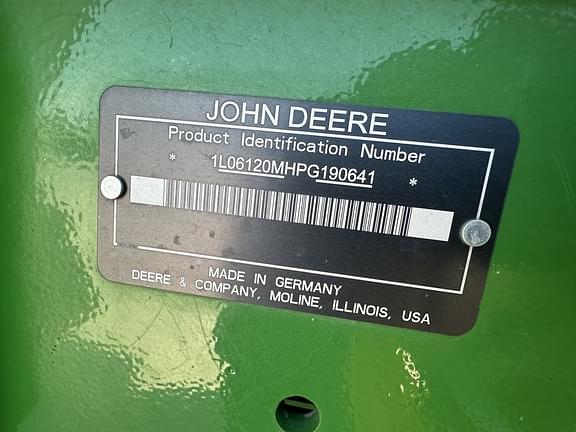 JOHN DEERE
Product Identification Number
* 1L06120MHPG190641 *
MADE IN GERMANY
DEERE & COMPANY, MOLINE, ILLINOIS, USA